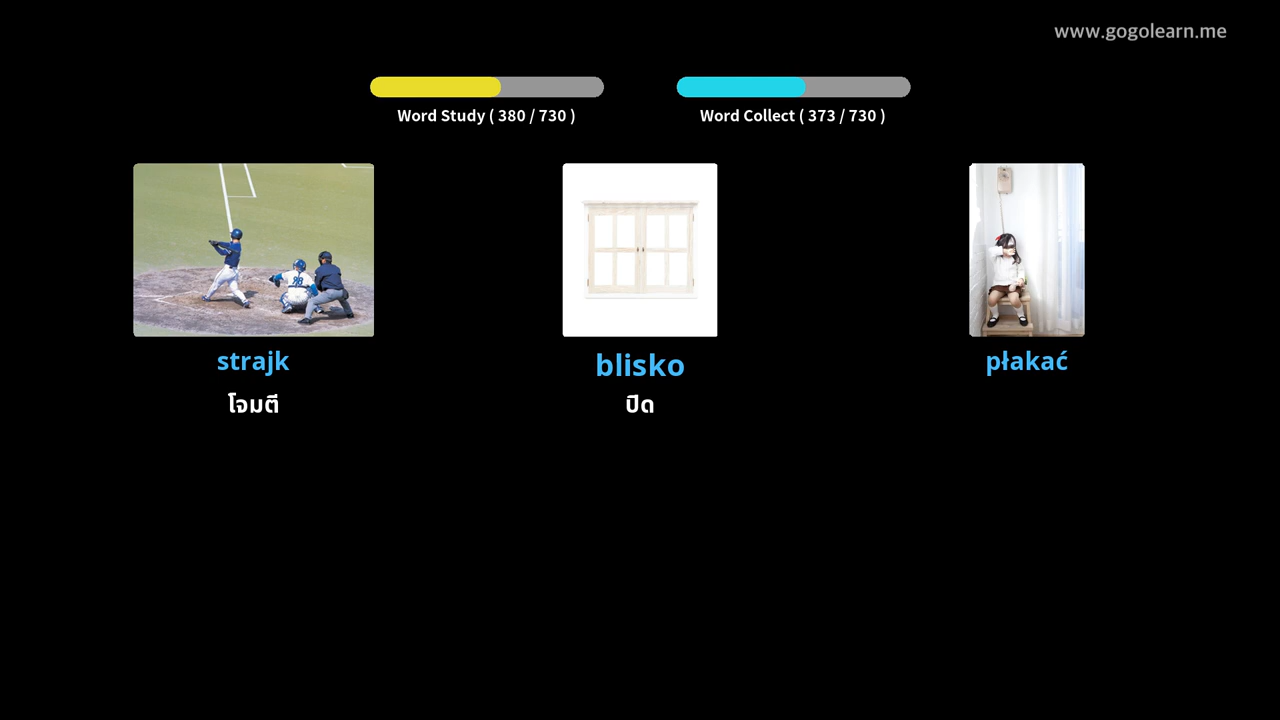 www.gogolearn.me
Word Study ( 380 / 730 )
Word Collect ( 373 / 730 )
strajk
blisko
płakać
โจมตี
ปิด